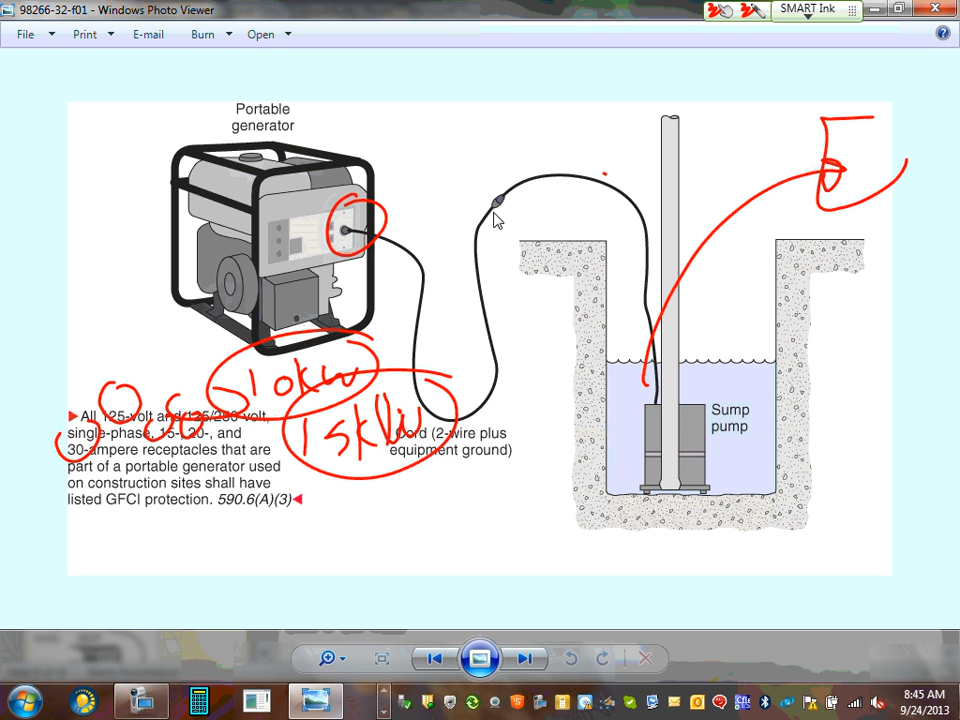 98266-32-f01 - Windows Photo Viewer
SMART Ink
File Print E-mail Burn Open
Portable
generator
10kw
15kW
▶All 125-volt and 125/250-volt,
single-phase, 15-, 20-, and
30-ampere receptacles that are
part of a portable generator used
on construction sites shall have
listed GFCI protection. 590.6(A)(3)◀
Cord (2-wire plus
equipment ground)
Sump
pump
8:45 AM
9/24/2013